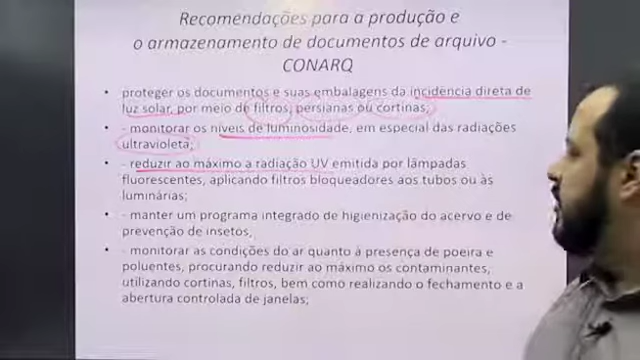 Recomendações para a produção e
o armazenamento de documentos de arquivo -
CONARQ
• proteger os documentos e suas embalagens da incidência direta de
luz solar, por meio de filtros, persianas ou cortinas;
• - monitorar os níveis de luminosidade, em especial das radiações
ultravioleta;
• - reduzir ao máximo a radiação UV emitida por lâmpadas
fluorescentes, aplicando filtros bloqueadores aos tubos ou às
luminárias;
• - manter um programa integrado de higienização do acervo e de
prevenção de insetos;
• - monitorar as condições do ar quanto à presença de poeira e
poluentes, procurando reduzir ao máximo os contaminantes,
utilizando cortinas, filtros, bem como realizando o fechamento e a
abertura controlada de janelas;